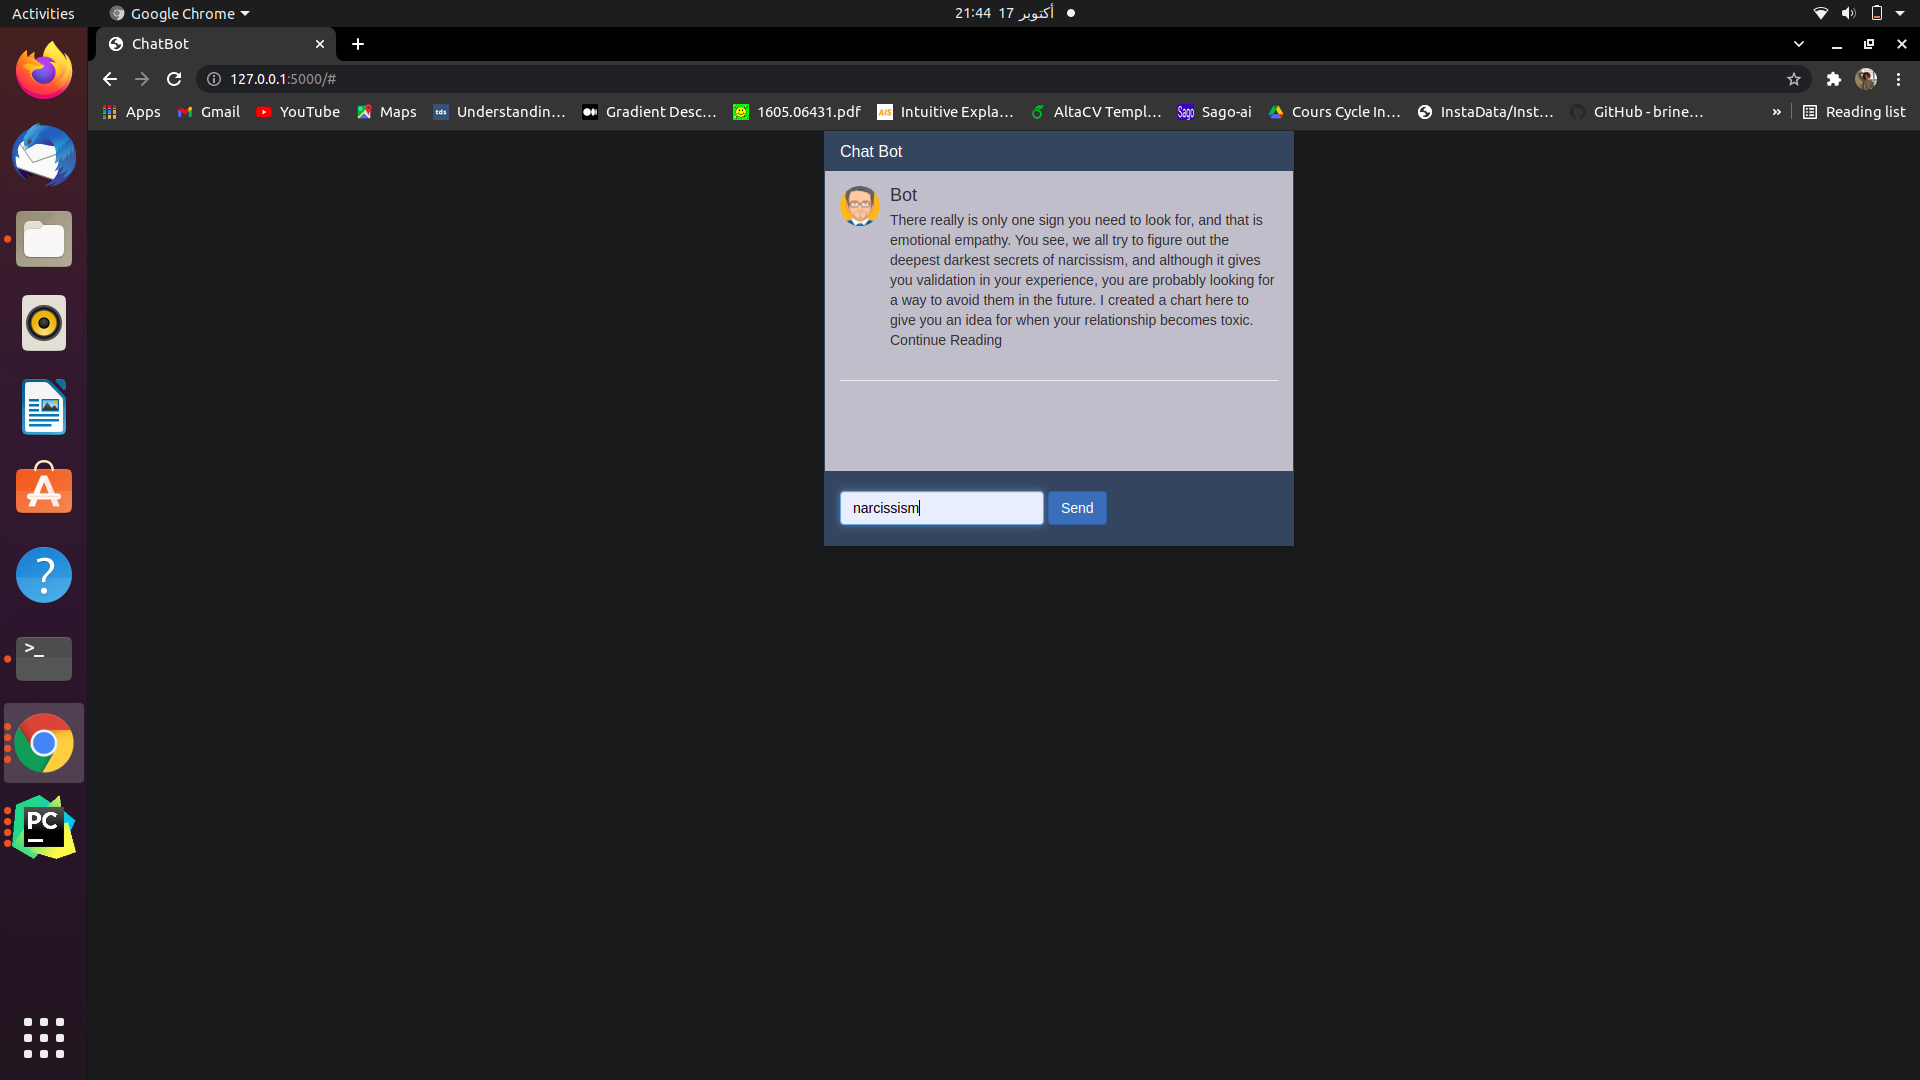 Activities
Google Chrome
21:44 17 أكتوبر
ChatBot
127.0.0.1:5000/#
Apps
Gmail
YouTube
Maps
tds Understandin...
Gradient Desc...
1605.06431.pdf
AIS Intuitive Expla...
AltaCV Templ...
Sago Sago-ai
Cours Cycle In...
InstaData/Inst...
GitHub - brine...
»
Reading list
Chat Bot
Bot
There really is only one sign you need to look for, and that is
emotional empathy. You see, we all try to figure out the
deepest darkest secrets of narcissism, and although it gives
you validation in your experience, you are probably looking for
a way to avoid them in the future. I created a chart here to
give you an idea for when your relationship becomes toxic.
Continue Reading
narcissism
Send
?
>_
PC